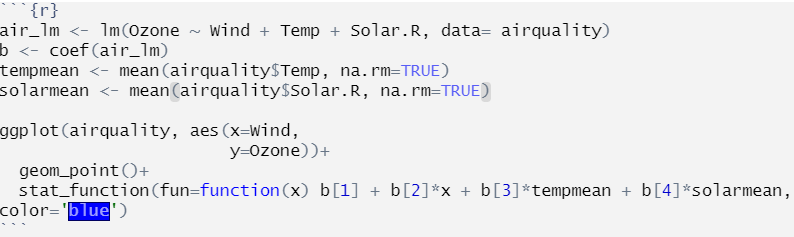 ```{r}
air_lm <- lm(Ozone ~ Wind + Temp + Solar.R, data= airquality)
b <- coef(air_lm)
tempmean <- mean(airquality$Temp, na.rm=TRUE)
solarmean <- mean(airquality$Solar.R, na.rm=TRUE)

ggplot(airquality, aes(x=Wind,
                       y=Ozone))+
  geom_point()+
  stat_function(fun=function(x) b[1] + b[2]*x + b[3]*tempmean + b[4]*solarmean,
color='blue')
```